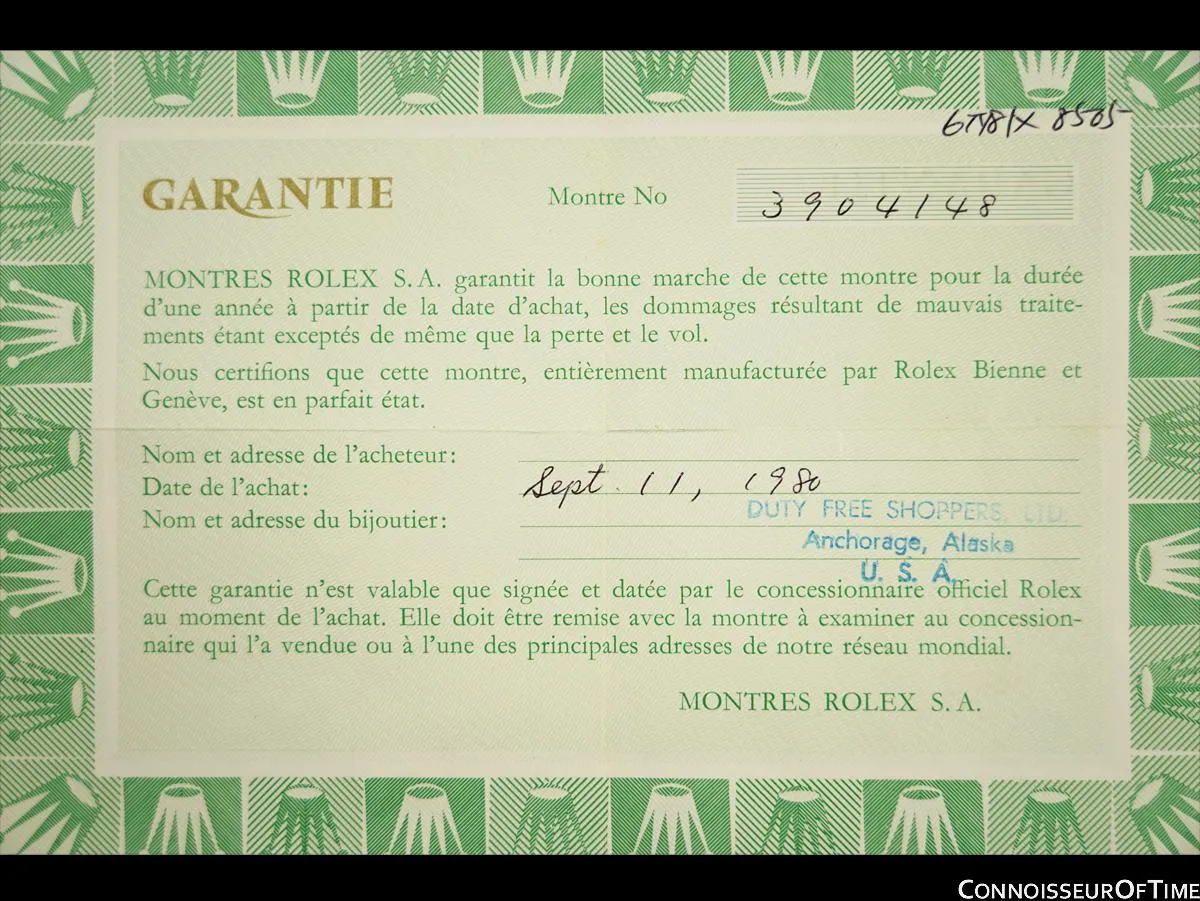 GARANTIE
Montre No 3904148
MONTRES ROLEX S.A. garantit la bonne marche de cette montre pour la durée
d'une année à partir de la date d'achat, les dommages résultant de mauvais traite-
ments étant exceptés de même que la perte et le vol.
Nous certifions que cette montre, entièrement manufacturée par Rolex Bienne et
Genève, est en parfait état.
Nom et adresse de l'acheteur:
Date de l'achat: Sept. 11, 1980
Nom et adresse du bijoutier: DUTY FREE SHOPPERS, LTD.
Anchorage, Alaska
U. S. A.
Cette garantie n'est valable que signée et datée par le concessionnaire officiel Rolex
au moment de l'achat. Elle doit être remise avec la montre à examiner au concession-
naire qui l'a vendue ou à l'une des principales adresses de notre réseau mondial.
MONTRES ROLEX S.A.
CONNOISSEUROFTIME